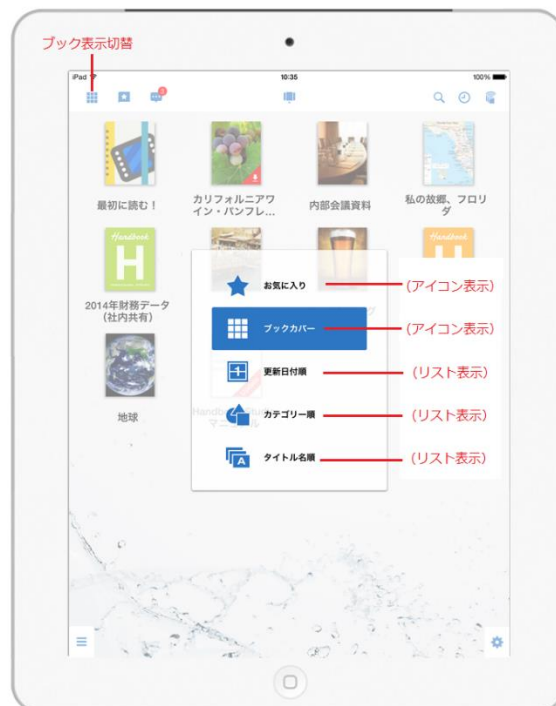 ブック表示切替
iPad
10:35
100%
最初に読む！
カリフォルニアワ
イン・パンフレ...
内部会議資料
私の故郷、フロリ
ダ
Handbook
H
Handbook
H
2014年財務データ
(社内共有)
お気に入り
(アイコン表示)
ブックカバー
(アイコン表示)
更新日付順
(リスト表示)
地球
カテゴリー順
(リスト表示)
タイトル名順
(リスト表示)